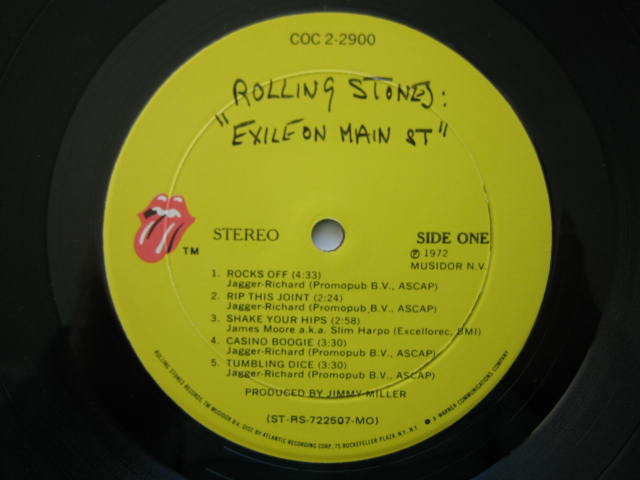 COC 2-2900
"ROLLING STONES:
EXILE ON MAIN ST"
STEREO
SIDE ONE
℗ 1972
MUSIDOR N.V.
TM
1. ROCKS OFF (4:33)
Jagger-Richard (Promopub B.V., ASCAP)
2. RIP THIS JOINT (2:24)
Jagger-Richard (Promopub B.V., ASCAP)
3. SHAKE YOUR HIPS (2:58)
James Moore a.k.a. Slim Harpo (Excellorec, BMI)
4. CASINO BOOGIE (3:30)
Jagger-Richard (Promopub B.V., ASCAP)
5. TUMBLING DICE (3:30)
Jagger-Richard (Promopub B.V., ASCAP)
PRODUCED BY JIMMY MILLER
(ST-RS-722507-MO)
ROLLING STONES RECORDS, TM MUSIDOR B.V. DIST. BY ATLANTIC RECORDING CORP., 75 ROCKEFELLER PLAZA, N.Y., N.Y. A WARNER COMMUNICATIONS COMPANY